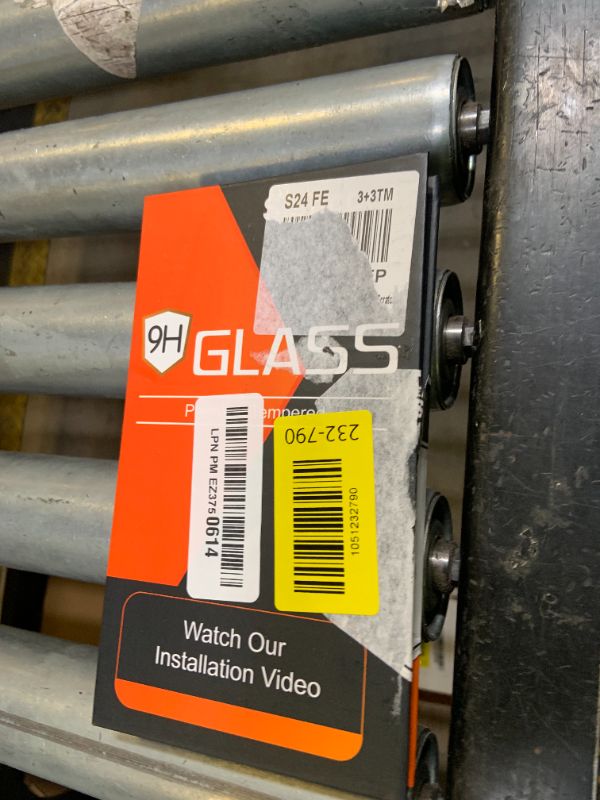 S24 FE 3+3TM
9H GLASS
232-790
1051232790
LPN PM EZ375 0614
Watch Our
Installation Video